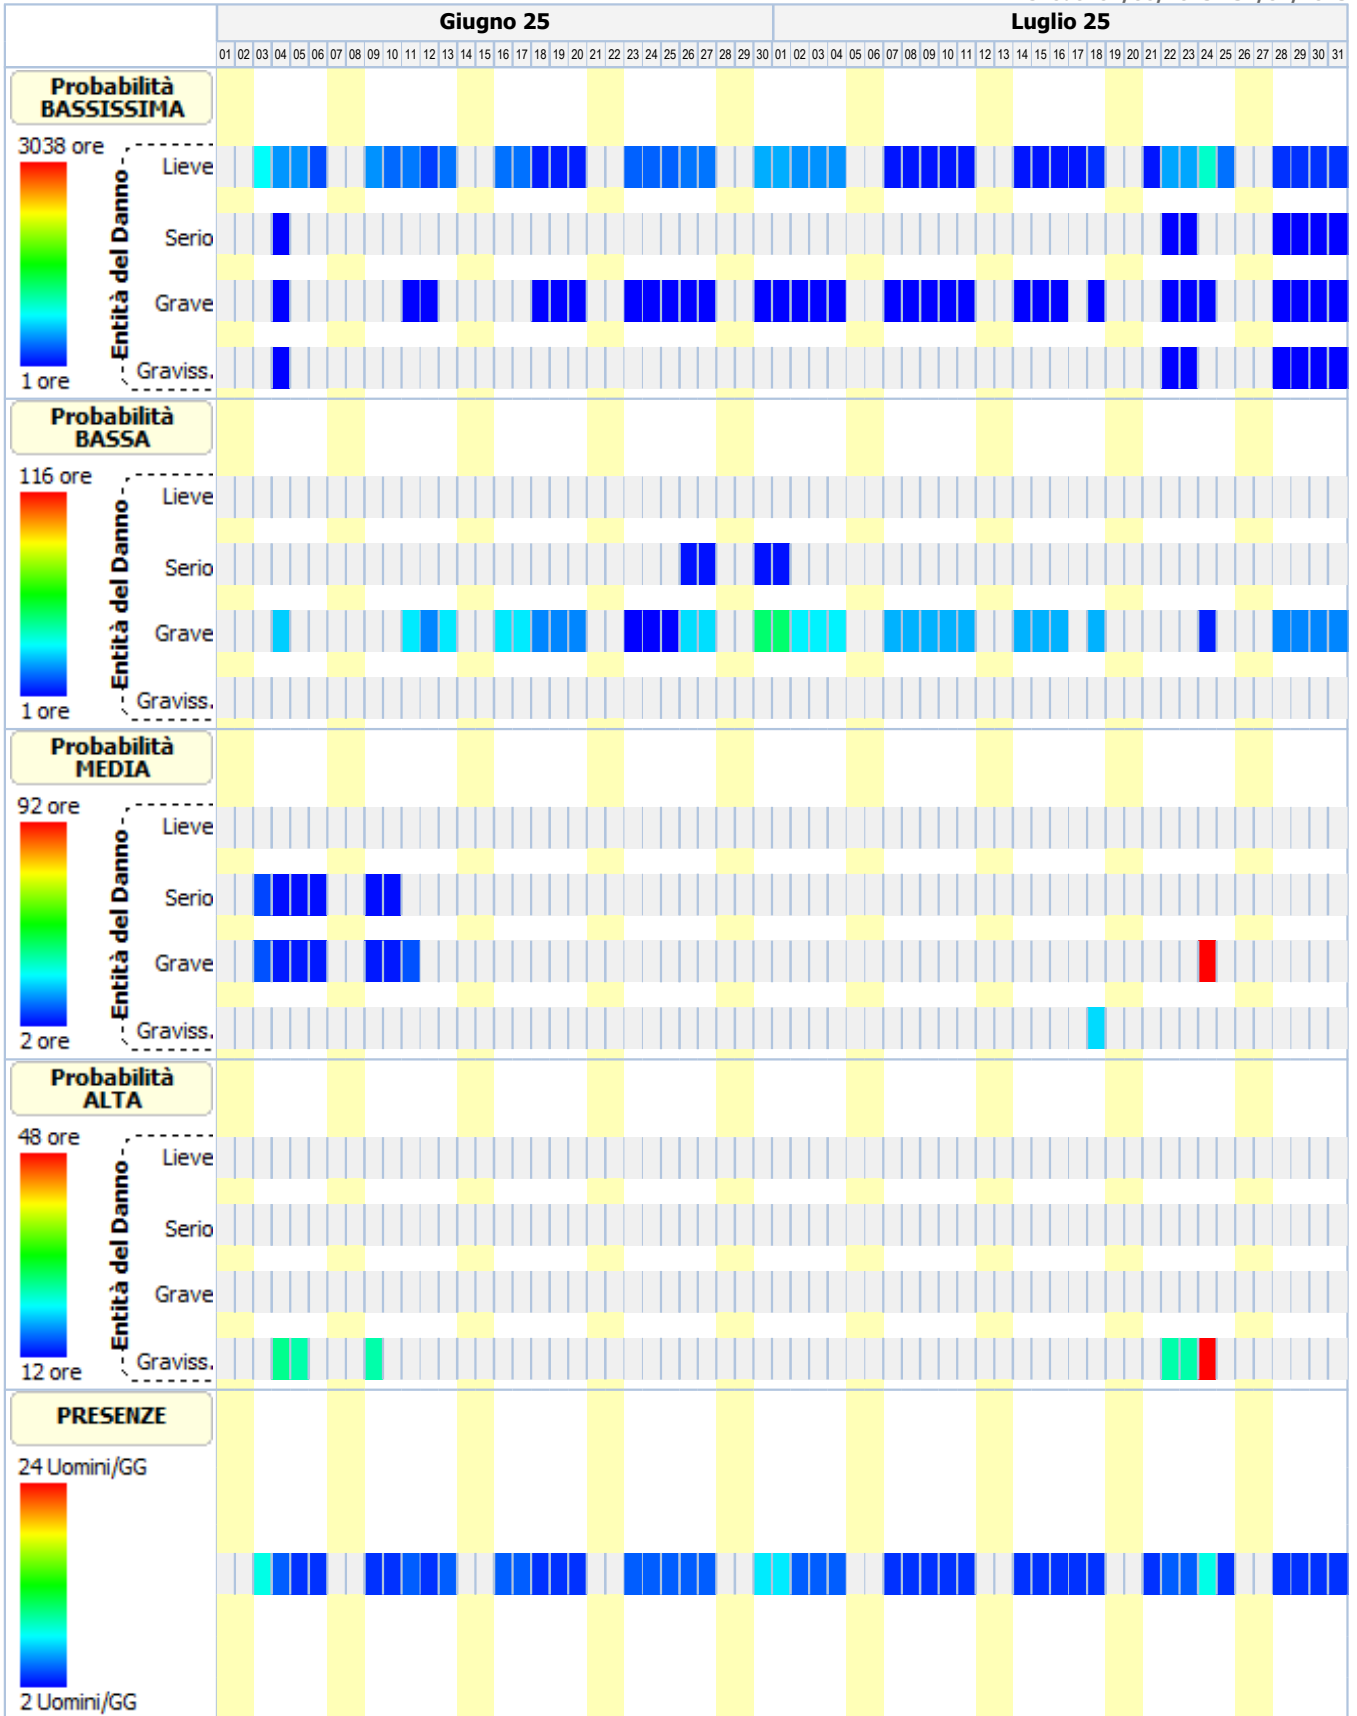 Giugno 25 Luglio 25
01 02 03 04 05 06 07 08 09 10 11 12 13 14 15 16 17 18 19 20 21 22 23 24 25 26 27 28 29 30 01 02 03 04 05 06 07 08 09 10 11 12 13 14 15 16 17 18 19 20 21 22 23 24 25 26 27 28 29 30 31
Probabilità
BASSISSIMA
3038 ore
Entità del Danno
Lieve
Serio
Grave
Graviss.
1 ore
Probabilità
BASSA
116 ore
Entità del Danno
Lieve
Serio
Grave
Graviss.
1 ore
Probabilità
MEDIA
92 ore
Entità del Danno
Lieve
Serio
Grave
Graviss.
2 ore
Probabilità
ALTA
48 ore
Entità del Danno
Lieve
Serio
Grave
Graviss.
12 ore
PRESENZE
24 Uomini/GG
2 Uomini/GG